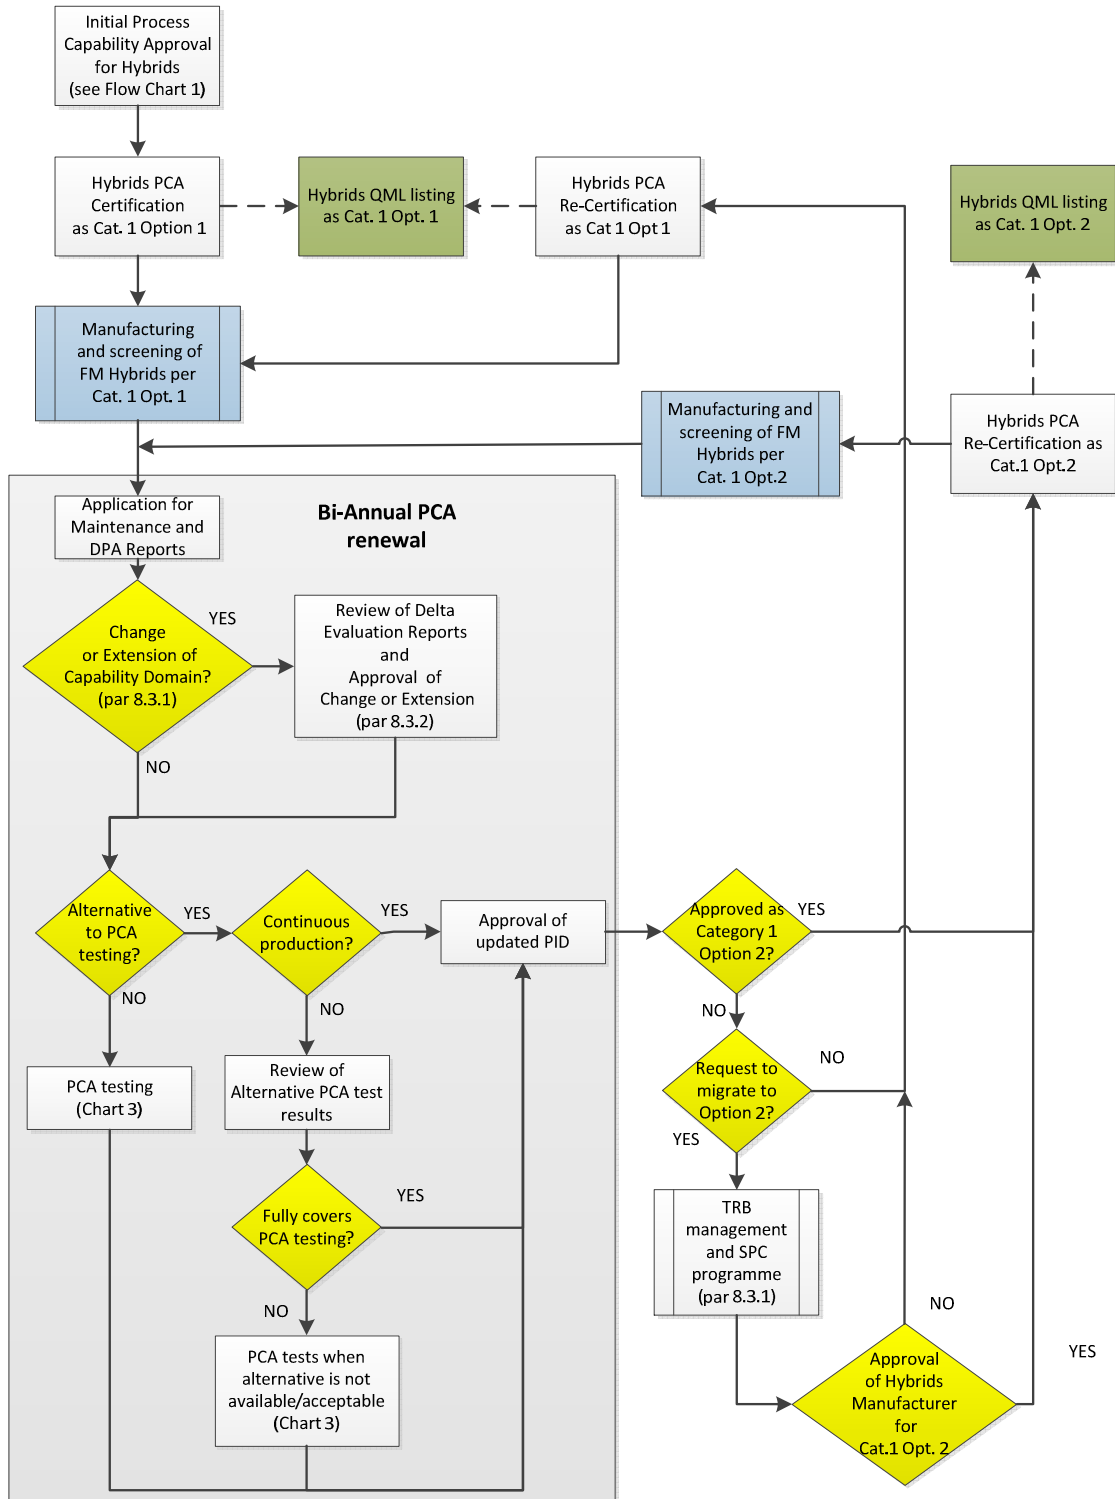 Initial Process
Capability Approval
for Hybrids
(see Flow Chart 1)
Hybrids PCA
Certification
as Cat. 1 Option 1
Hybrids QML listing
as Cat. 1 Opt. 1
Hybrids PCA
Re-Certification
as Cat 1 Opt 1
Hybrids QML listing
as Cat. 1 Opt. 2
Manufacturing
and screening of
FM Hybrids per
Cat. 1 Opt. 1
Manufacturing and
screening of FM
Hybrids per
Cat. 1 Opt.2
Hybrids PCA
Re-Certification as
Cat.1 Opt.2
Bi-Annual PCA
renewal
Application for
Maintenance and
DPA Reports
Change
or Extension of
Capability Domain?
(par 8.3.1)
YES
NO
Review of Delta
Evaluation Reports
and
Approval of
Change or Extension
(par 8.3.2)
Alternative
to PCA
testing?
YES
NO
Continuous
production?
YES
NO
Approval of
updated PID
Approved as
Category 1
Option 2?
YES
NO
PCA testing
(Chart 3)
Review of
Alternative PCA test
results
Request to
migrate to
Option 2?
NO
YES
Fully covers
PCA testing?
YES
NO
TRB
management
and SPC
programme
(par 8.3.1)
PCA tests when
alternative is not
available/acceptable
(Chart 3)
Approval
of Hybrids
Manufacturer
for
Cat.1 Opt. 2
NO
YES